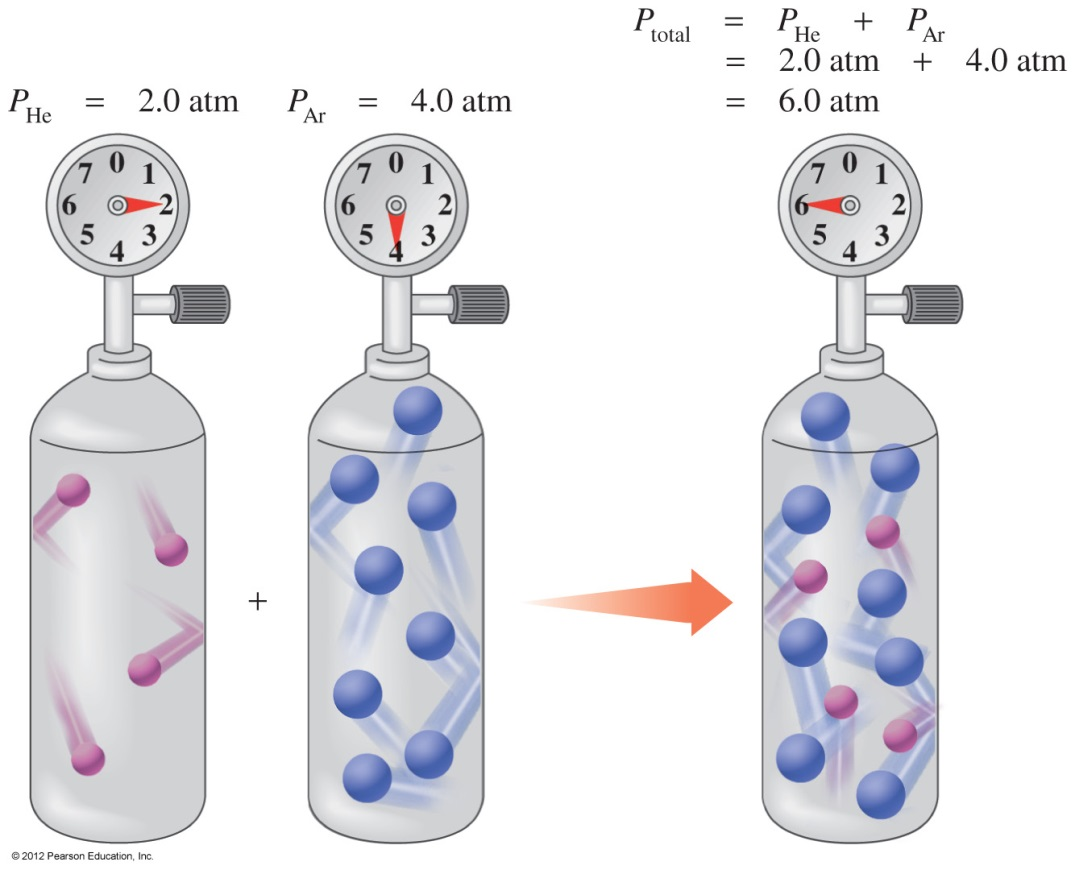 P_total = P_He + P_Ar
= 2.0 atm + 4.0 atm
P_He = 2.0 atm P_Ar = 4.0 atm = 6.0 atm
0 1 2 3 4 5 6 7
0 1 2 3 4 5 6 7
0 1 2 3 4 5 6 7
+
© 2012 Pearson Education, Inc.